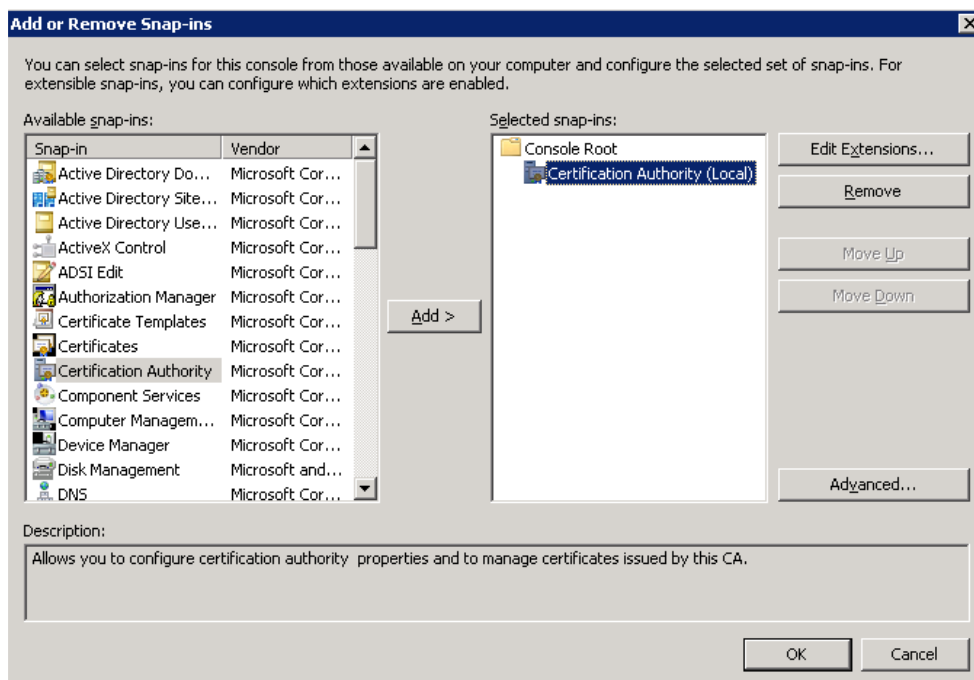 Add or Remove Snap-ins
You can select snap-ins for this console from those available on your computer and configure the selected set of snap-ins. For
extensible snap-ins, you can configure which extensions are enabled.
Available snap-ins:
Snap-in Vendor
Active Directory Do... Microsoft Cor...
Active Directory Site... Microsoft Cor...
Active Directory Use... Microsoft Cor...
ActiveX Control Microsoft Cor...
ADSI Edit Microsoft Cor...
Authorization Manager Microsoft Cor...
Certificate Templates Microsoft Cor...
Certificates Microsoft Cor...
Certification Authority Microsoft Cor...
Component Services Microsoft Cor...
Computer Managem... Microsoft Cor...
Device Manager Microsoft Cor...
Disk Management Microsoft and...
DNS Microsoft Cor...
Add >
Selected snap-ins:
Console Root
Certification Authority (Local)
Edit Extensions...
Remove
Move Up
Move Down
Advanced...
Description:
Allows you to configure certification authority  properties and to manage certificates issued by this CA.
OK
Cancel